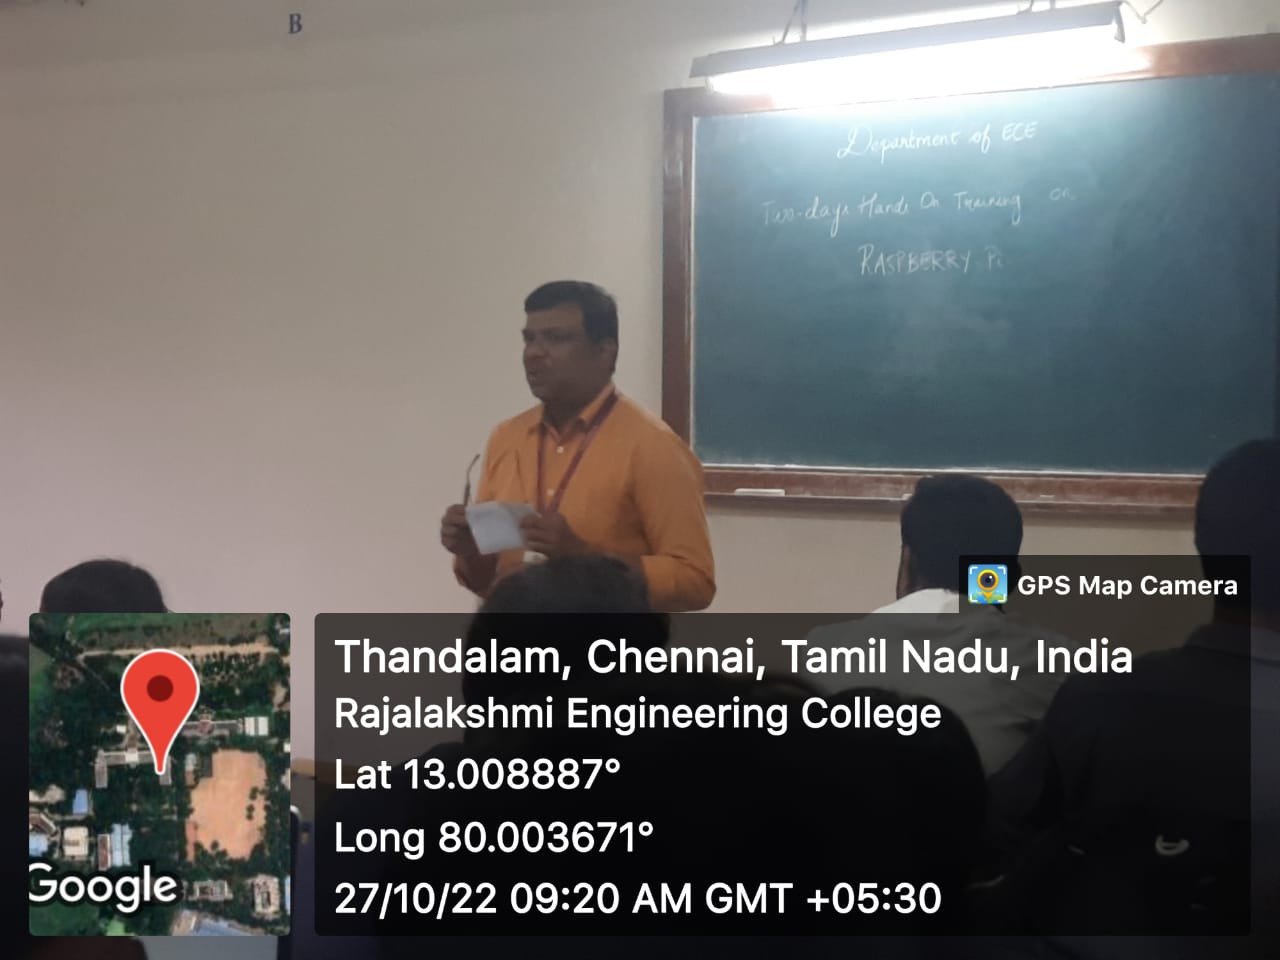 B
Department of ECE
Two-days Hands On Training on
RASPBERRY Pi
GPS Map Camera
Thandalam, Chennai, Tamil Nadu, India
Rajalakshmi Engineering College
Lat 13.008887°
Long 80.003671°
27/10/22 09:20 AM GMT +05:30
Google